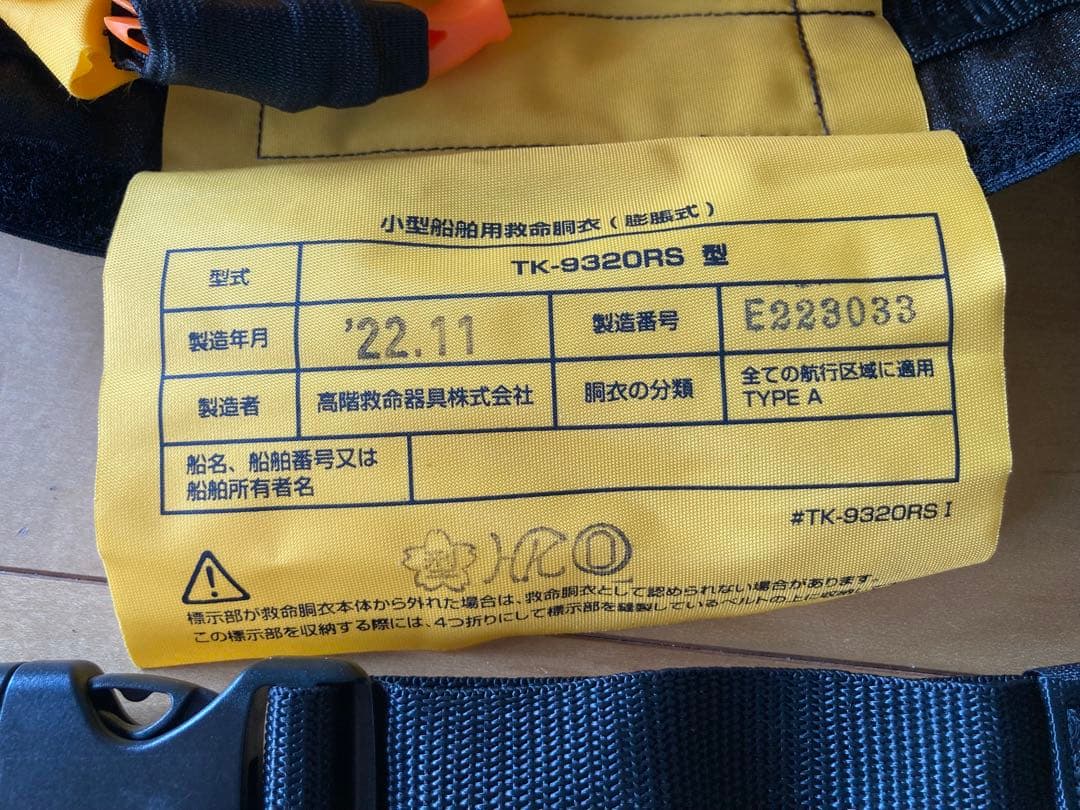 小型船舶用救命胴衣(膨脹式)
型式 TK-9320RS 型
製造年月 '22.11 製造番号 E223033
製造者 高階救命器具株式会社 胴衣の分類 全ての航行区域に適用
TYPE A
船名、船舶番号又は
船舶所有者名
#TK-9320RS I
型 HK
標示部が救命胴衣本体から外れた場合は、救命胴衣として認められない場合があります。
この標示部を収納する際には、4つ折りにして標示部を縫製しているベルトの上に収納